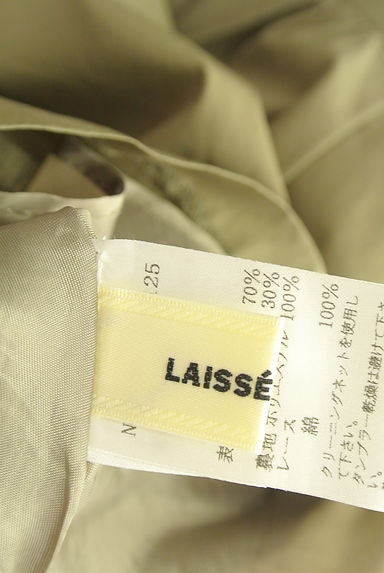 LAISSÉ
.25
N
表 70%
30%
裏地 ポリエステル 100%
レース
綿 100%
クリーニングネットを使用し
て下さい。
タンブラー乾燥は避けて下さ
い。